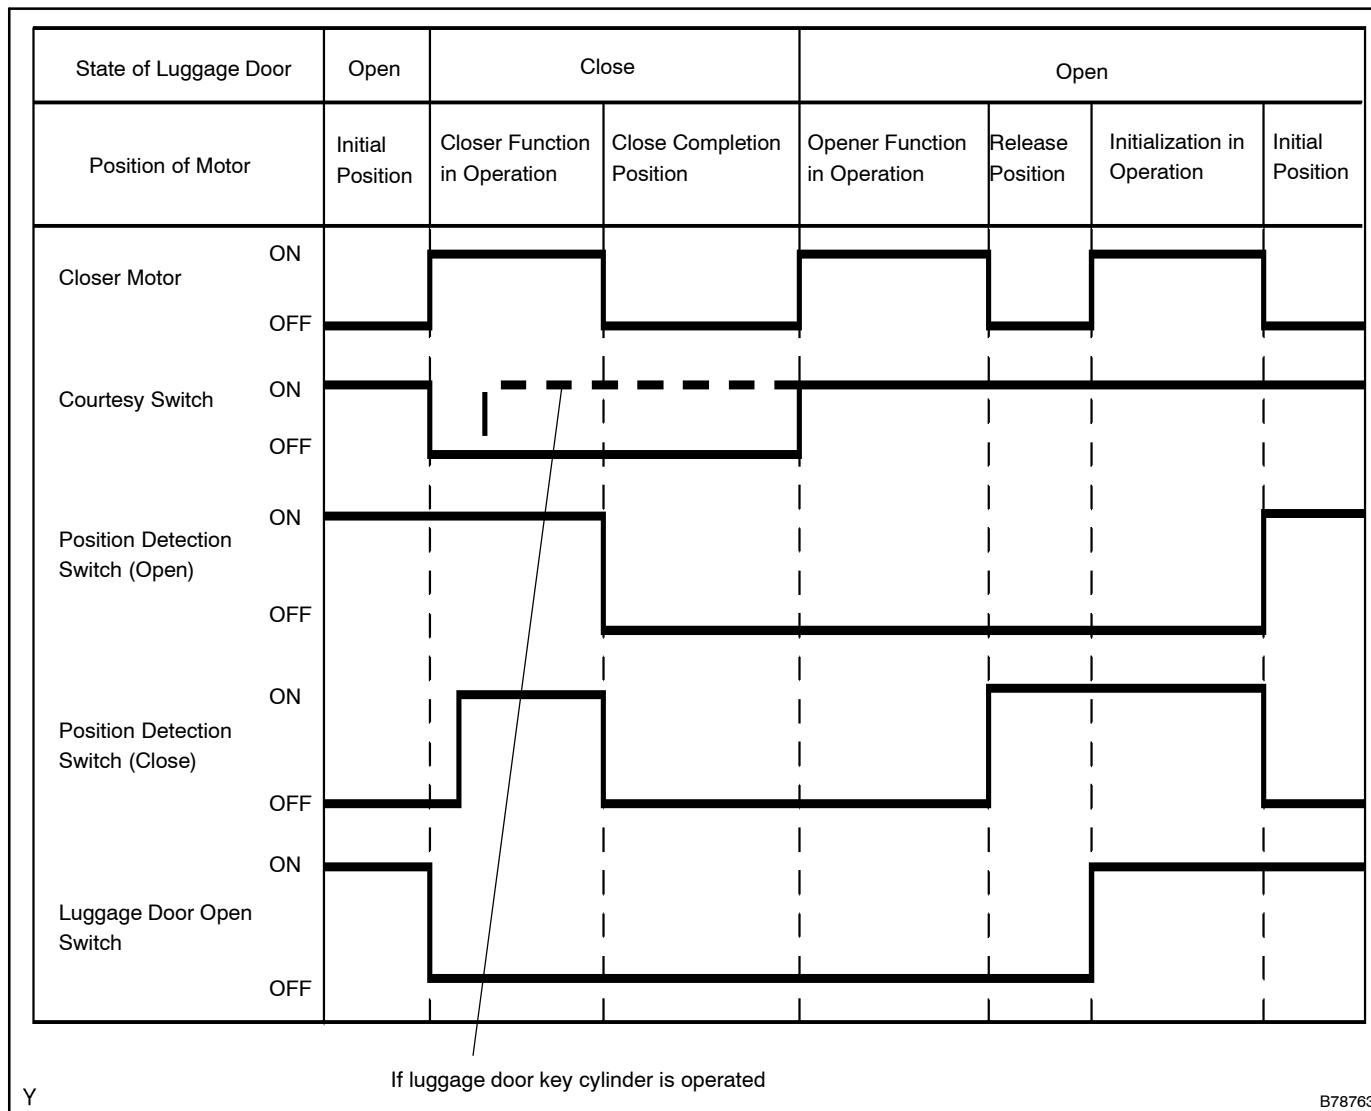 State of Luggage Door
Open
Close
Open
Position of Motor
Initial
Position
Closer Function
in Operation
Close Completion
Position
Opener Function
in Operation
Release
Position
Initialization in
Operation
Initial
Position
Closer Motor
ON
OFF
Courtesy Switch
ON
OFF
Position Detection
Switch (Open)
ON
OFF
Position Detection
Switch (Close)
ON
OFF
Luggage Door Open
Switch
ON
OFF
If luggage door key cylinder is operated
Y
B78763